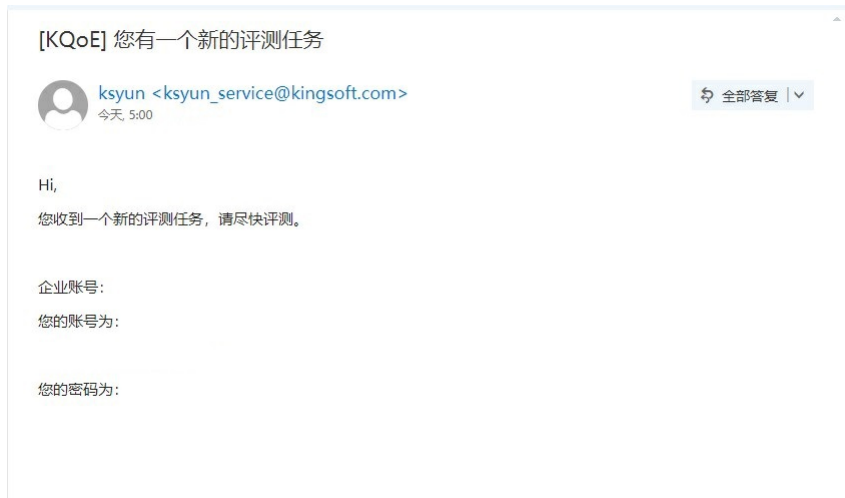 [KQoE] 您有一个新的评测任务
ksyun <ksyun_service@kingsoft.com>
今天, 5:00
全部答复
Hi,
您收到一个新的评测任务，请尽快评测。
企业账号：
您的账号为：
您的密码为：